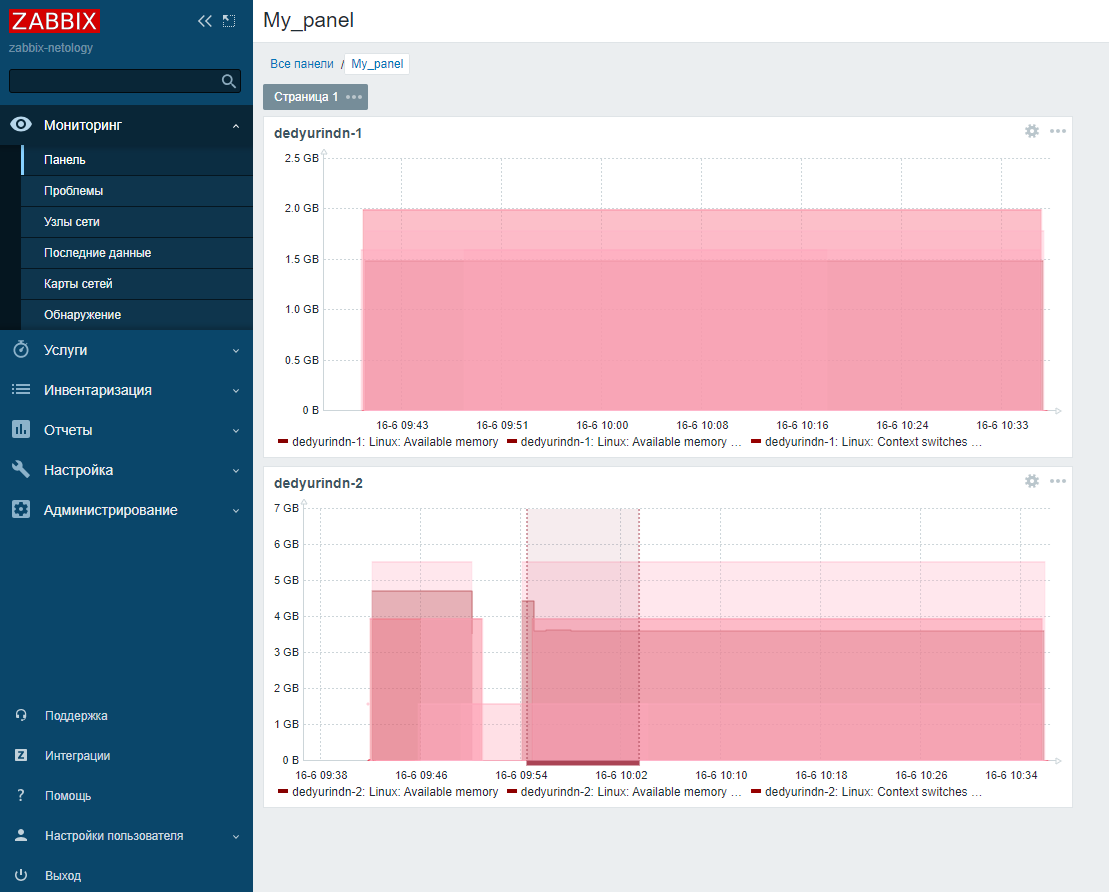 ZABBIX
zabbix-netology
Мониторинг
Панель
Проблемы
Узлы сети
Последние данные
Карты сетей
Обнаружение
Услуги
Инвентаризация
Отчеты
Настройка
Администрирование
Поддержка
Z Интеграции
? Помощь
Настройки пользователя
Выход
My_panel
Все панели / My_panel
Страница 1
dedyurindn-1
2.5 GB
2.0 GB
1.5 GB
1.0 GB
0.5 GB
0 B
16-6 09:43 16-6 09:51 16-6 10:00 16-6 10:08 16-6 10:16 16-6 10:24 16-6 10:33
dedyurindn-1: Linux: Available memory dedyurindn-1: Linux: Available memory ... dedyurindn-1: Linux: Context switches ...
dedyurindn-2
7 GB
6 GB
5 GB
4 GB
3 GB
2 GB
1 GB
0 B
16-6 09:38 16-6 09:46 16-6 09:54 16-6 10:02 16-6 10:10 16-6 10:18 16-6 10:26 16-6 10:34
dedyurindn-2: Linux: Available memory dedyurindn-2: Linux: Available memory ... dedyurindn-2: Linux: Context switches ...